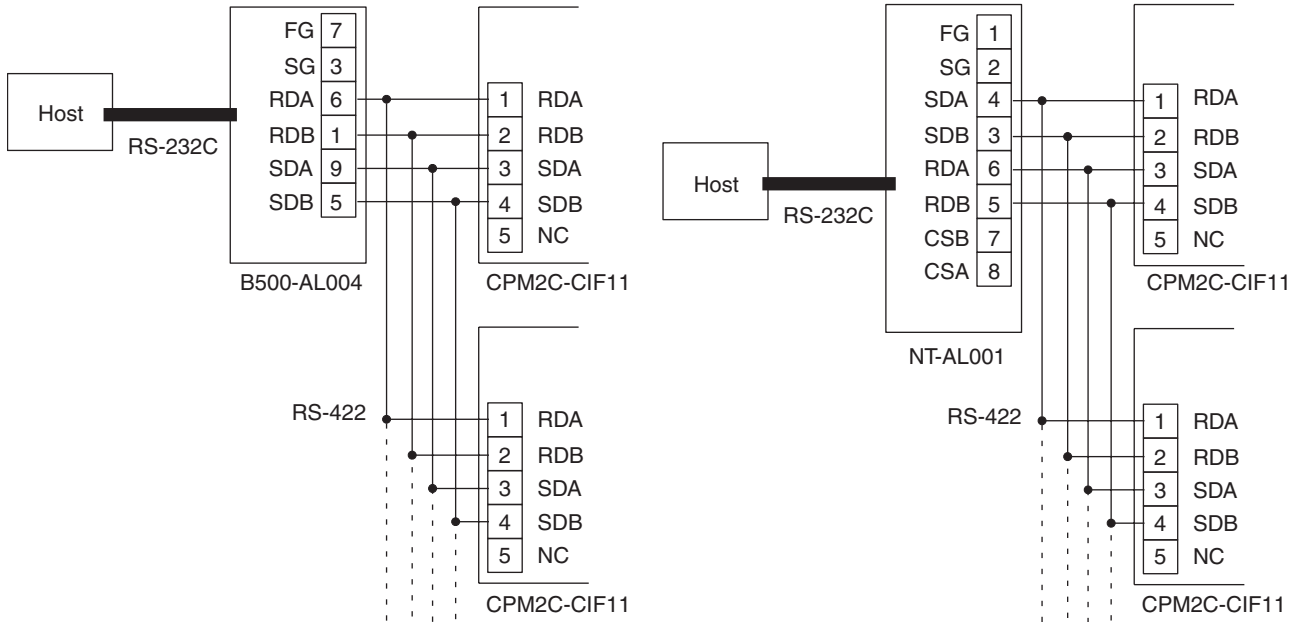 FG 7
SG 3
RDA 6
RDB 1
SDA 9
SDB 5
Host
RS-232C
B500-AL004
1 RDA
2 RDB
3 SDA
4 SDB
5 NC
CPM2C-CIF11
RS-422
1 RDA
2 RDB
3 SDA
4 SDB
5 NC
CPM2C-CIF11
FG 1
SG 2
SDA 4
SDB 3
RDA 6
RDB 5
CSB 7
CSA 8
Host
RS-232C
NT-AL001
1 RDA
2 RDB
3 SDA
4 SDB
5 NC
CPM2C-CIF11
RS-422
1 RDA
2 RDB
3 SDA
4 SDB
5 NC
CPM2C-CIF11